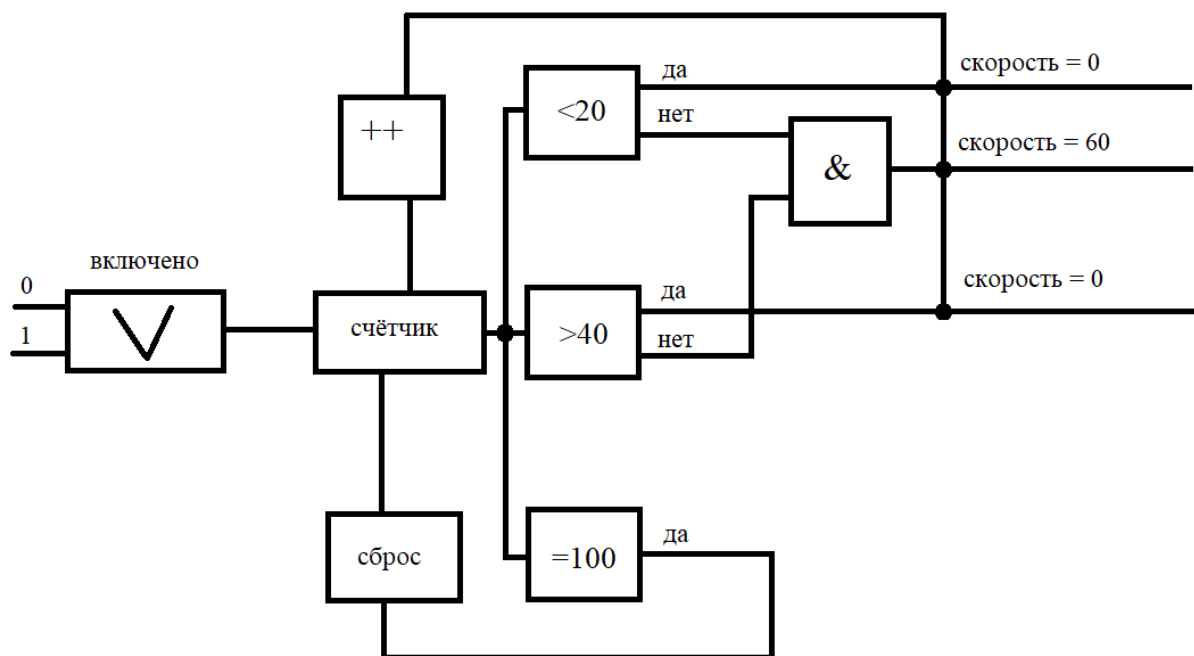 скорость = 0
да
++
<20
нет
скорость = 60
&
включено
0
1
счётчик
да
скорость = 0
>40
нет
сброс
=100
да